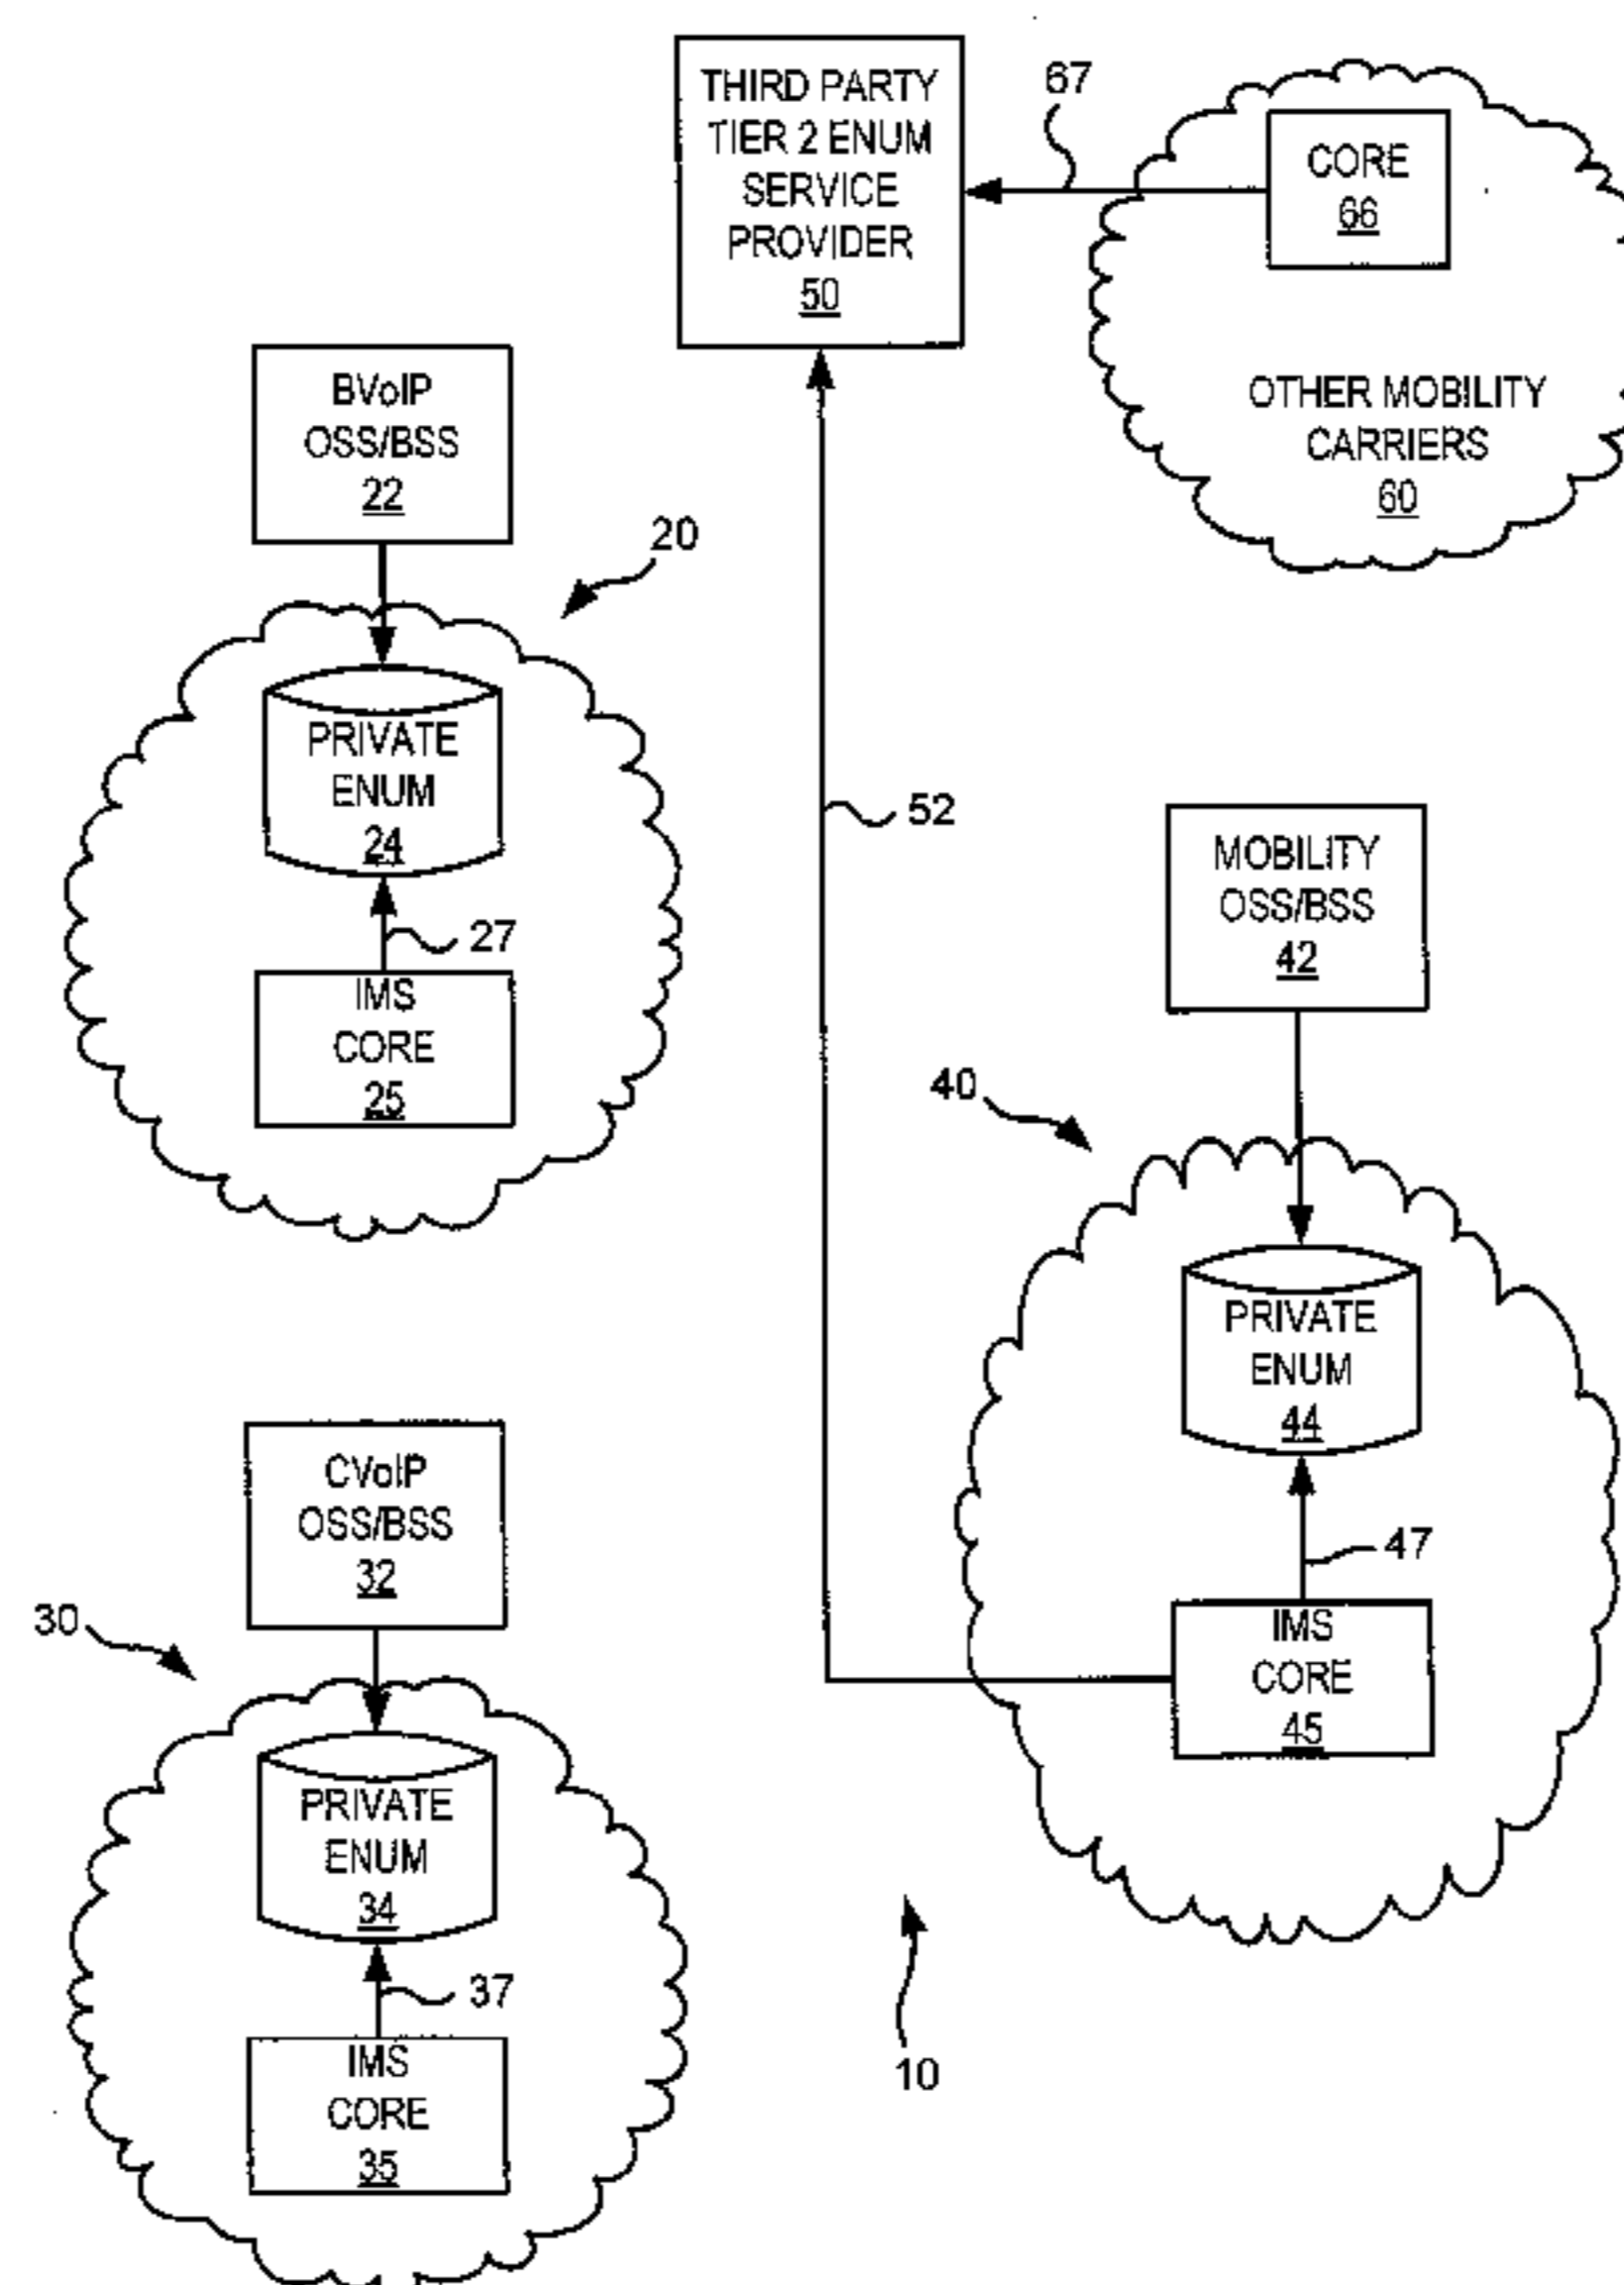 THIRD PARTY
TIER 2 ENUM
SERVICE
PROVIDER
50
67
CORE
66
OTHER MOBILITY
CARRIERS
60
BVoIP
OSS/BSS
22
20
PRIVATE
ENUM
24
27
IMS
CORE
25
52
MOBILITY
OSS/BSS
42
40
PRIVATE
ENUM
44
47
IMS
CORE
45
CVoIP
OSS/BSS
32
30
PRIVATE
ENUM
34
37
IMS
CORE
35
10